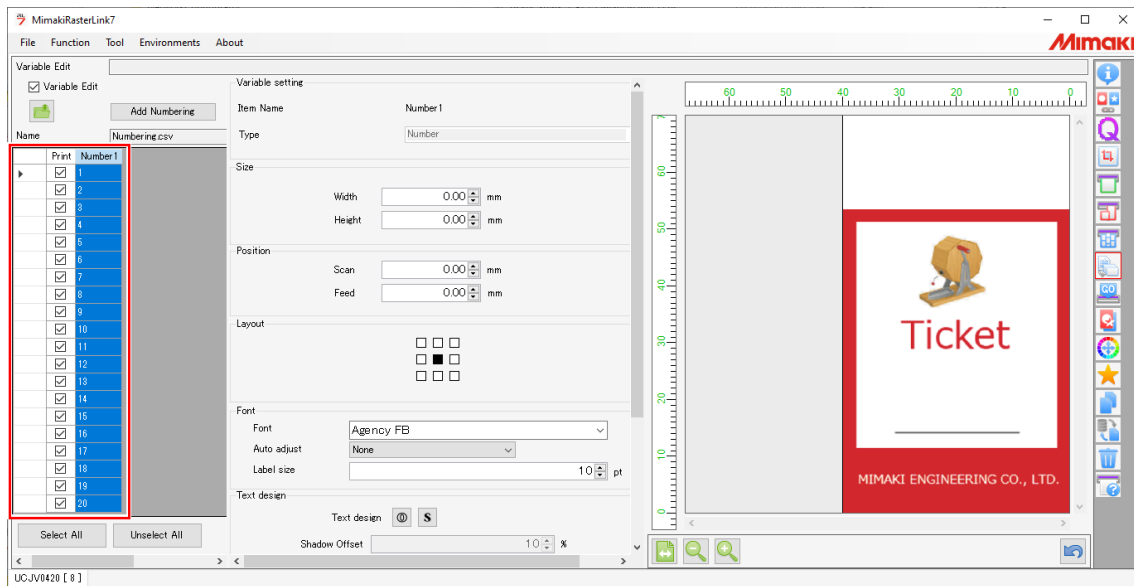 MimakiRasterLink7
File Function Tool Environments About
Mimaki
Variable Edit
Variable Edit
Add Numbering
Name Numbering.csv
Print Number1
1
2
3
4
5
6
7
8
9
10
11
12
13
14
15
16
17
18
19
20
Select All Unselect All
UCJV0420 [ 8 ]
Variable setting
Item Name Number1
Type Number
Size
Width 0.00 mm
Height 0.00 mm
Position
Scan 0.00 mm
Feed 0.00 mm
Layout
Font
Font Agency FB
Auto adjust None
Label size 10 pt
Text design
Text design S
Shadow Offset 10 %
60 50 40 30 20 10 0
7
60
50
40
30
20
10
0
Ticket
MIMAKI ENGINEERING CO., LTD.
GO